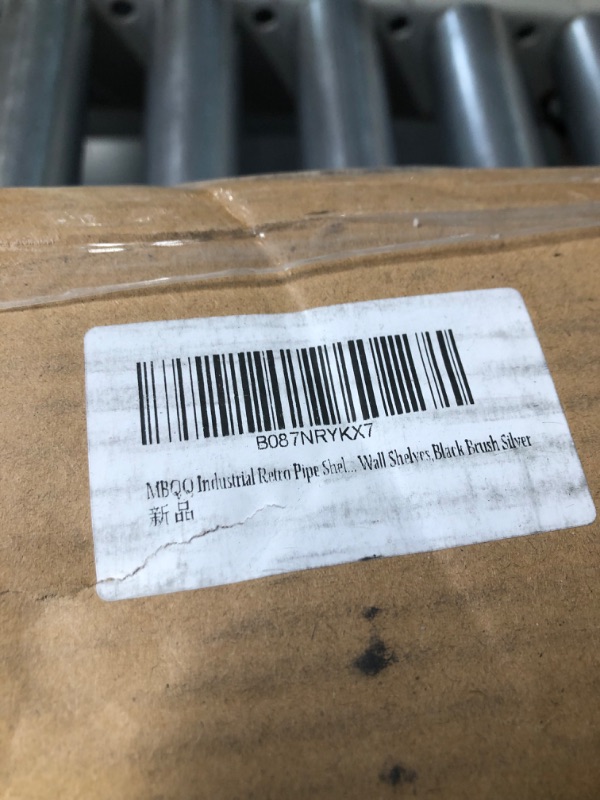 B087NRYKX7
MBQQ Industrial Retro Pipe Shel... Wall Shelves,Black Brush Silver
新品